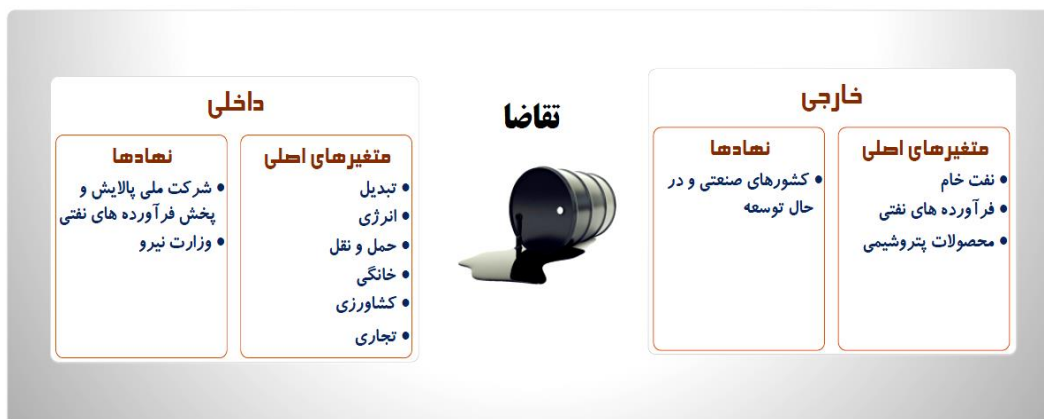 تقاضا
خارجی
متغیرهای اصلی
• نفت خام
• فرآورده های نفتی
• محصولات پتروشیمی
نهادها
• کشورهای صنعتی و در
حال توسعه
داخلی
متغیرهای اصلی
• تبدیل
• انرژی
• حمل و نقل
• خانگی
• کشاورزی
• تجاری
نهادها
• شرکت ملی پالایش و
پخش فرآورده های نفتی
• وزارت نیرو